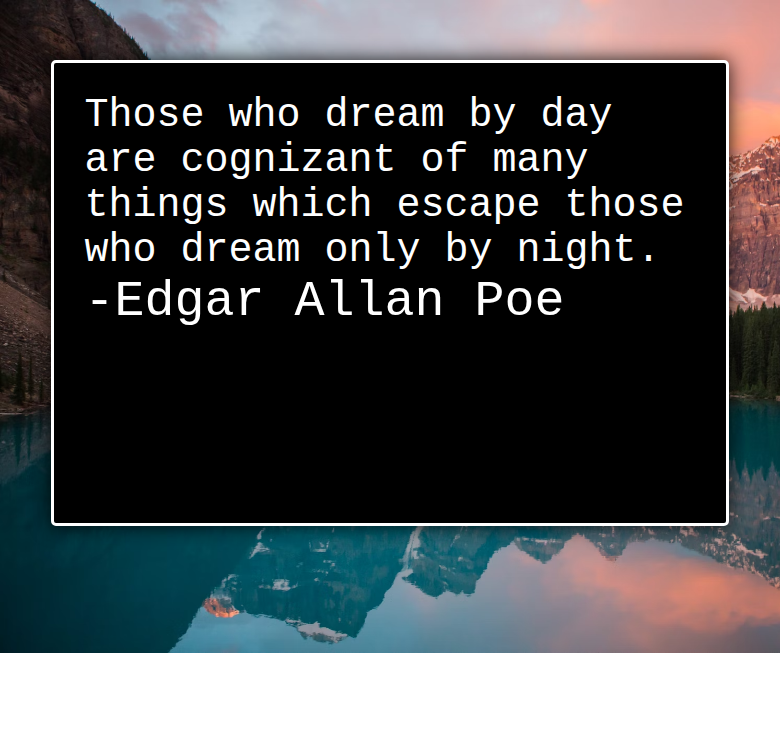 Those who dream by day
are cognizant of many
things which escape those
who dream only by night.
-Edgar Allan Poe